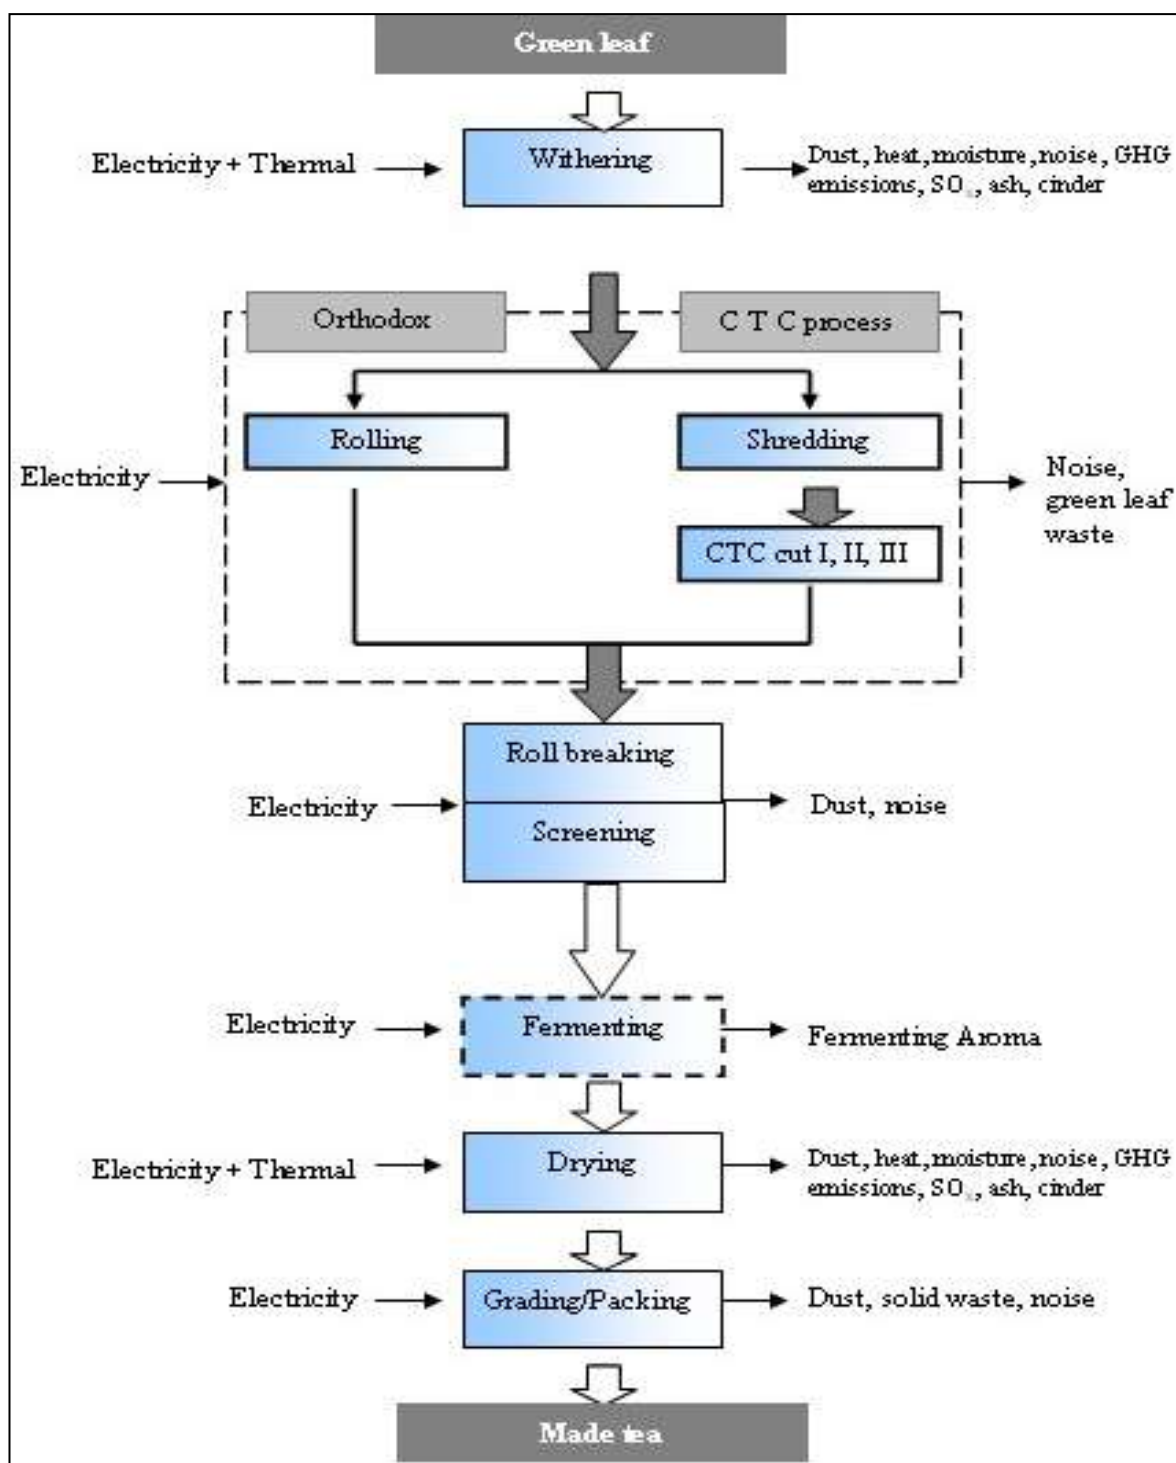 Green leaf
Electricity + Thermal
Withering
Dust, heat, moisture, noise, GHG
emissions, SOₓ, ash, cinder
Orthodox
C T C process
Rolling
Shredding
Electricity
Noise,
green leaf
waste
CTC cut I, II, III
Roll breaking
Electricity
Dust, noise
Screening
Electricity
Fermenting
Fermenting Aroma
Electricity + Thermal
Drying
Dust, heat, moisture, noise, GHG
emissions, SOₓ, ash, cinder
Electricity
Grading/Packing
Dust, solid waste, noise
Made tea